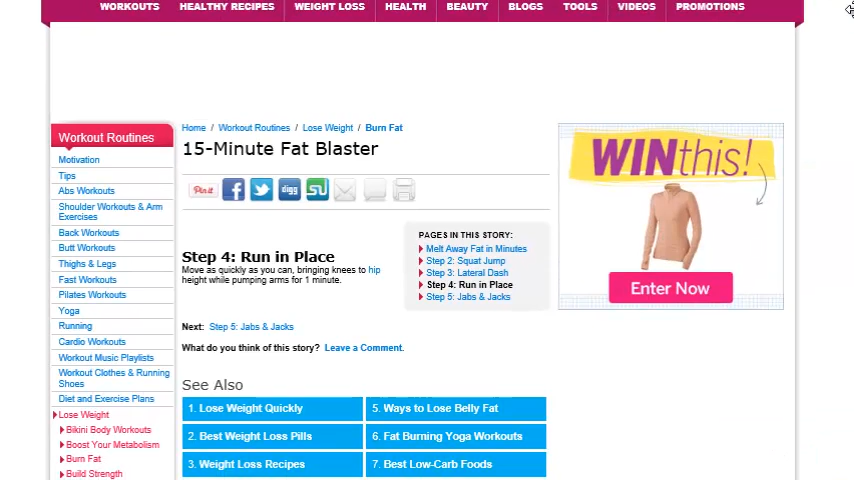 WORKOUTS HEALTHY RECIPES WEIGHT LOSS HEALTH BEAUTY BLOGS TOOLS VIDEOS PROMOTIONS
Workout Routines
Motivation
Tips
Abs Workouts
Shoulder Workouts & Arm
Exercises
Back Workouts
Butt Workouts
Thighs & Legs
Fast Workouts
Pilates Workouts
Yoga
Running
Cardio Workouts
Workout Music Playlists
Workout Clothes & Running
Shoes
Diet and Exercise Plans
Lose Weight
Bikini Body Workouts
Boost Your Metabolism
Burn Fat
Build Strength
Home / Workout Routines / Lose Weight / Burn Fat
15-Minute Fat Blaster
Pin it
digg
Step 4: Run in Place
Move as quickly as you can, bringing knees to hip
height while pumping arms for 1 minute.
PAGES IN THIS STORY:
Melt Away Fat in Minutes
Step 2: Squat Jump
Step 3: Lateral Dash
Step 4: Run in Place
Step 5: Jabs & Jacks
Next: Step 5: Jabs & Jacks
What do you think of this story? Leave a Comment.
See Also
1. Lose Weight Quickly
2. Best Weight Loss Pills
3. Weight Loss Recipes
5. Ways to Lose Belly Fat
6. Fat Burning Yoga Workouts
7. Best Low-Carb Foods
WIN this!
Enter Now